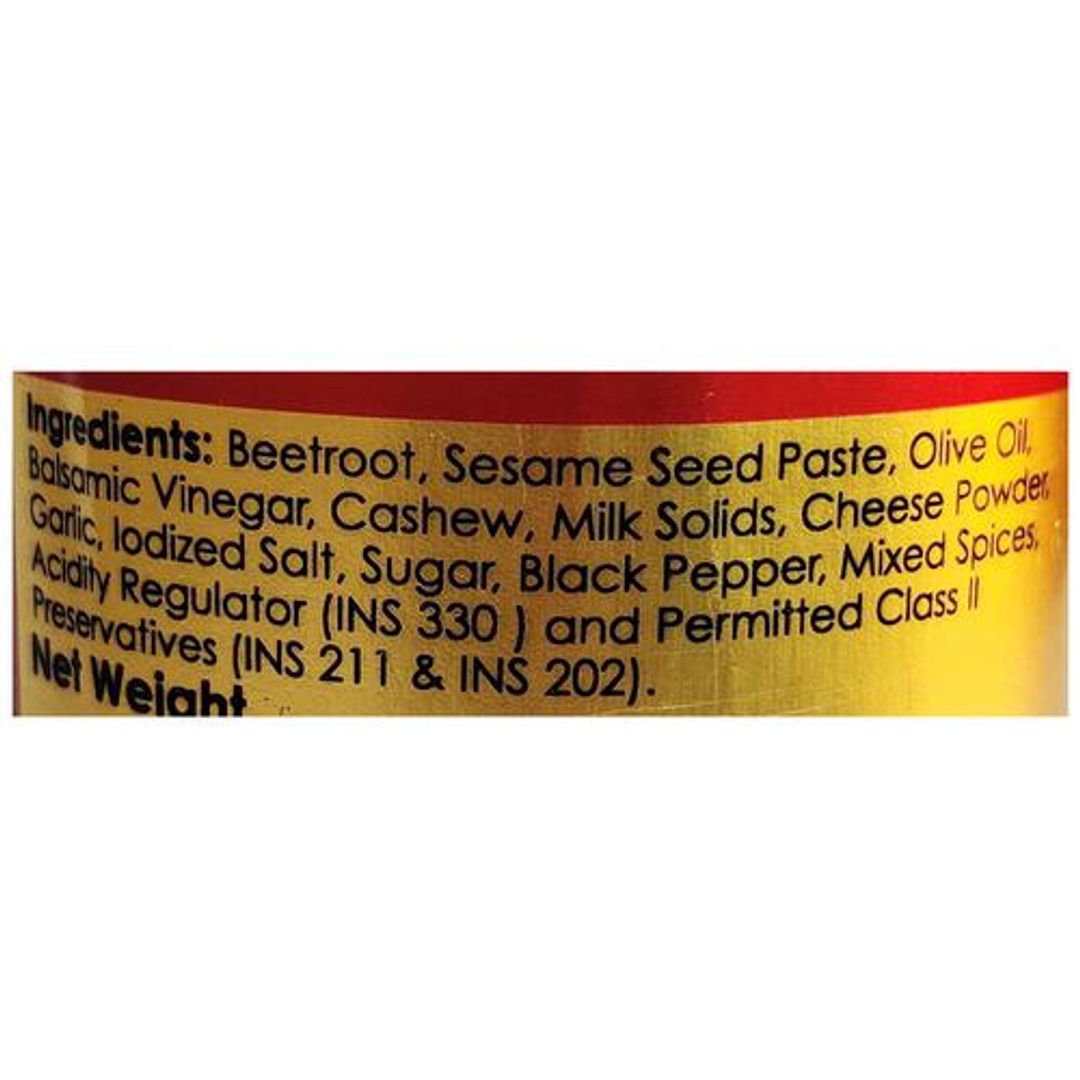 Ingredients: Beetroot, Sesame Seed Paste, Olive Oil,
Balsamic Vinegar, Cashew, Milk Solids, Cheese Powder,
Garlic, Iodized Salt, Sugar, Black Pepper, Mixed Spices,
Acidity Regulator (INS 330 ) and Permitted Class II
Preservatives (INS 211 & INS 202).
Net Weight